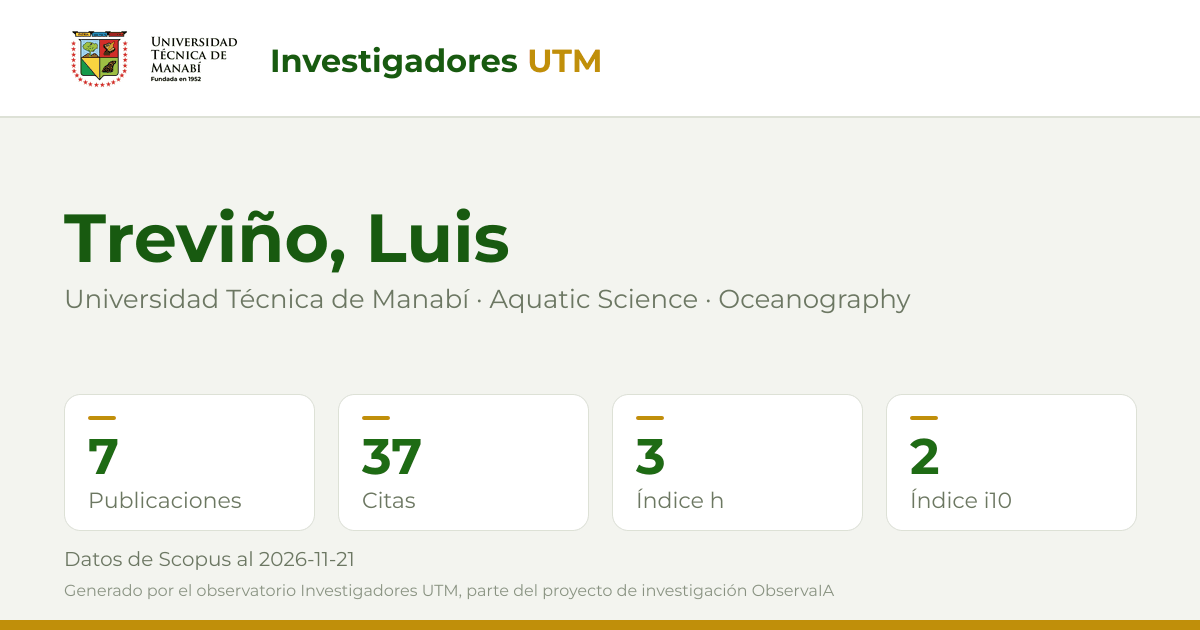 UNIVERSIDAD
TÉCNICA DE
MANABÍ
Fundada en 1952
Investigadores UTM
Treviño, Luis
Universidad Técnica de Manabí · Aquatic Science · Oceanography
7
Publicaciones
37
Citas
3
Índice h
2
Índice i10
Datos de Scopus al 2026-11-21
Generado por el observatorio Investigadores UTM, parte del proyecto de investigación ObservaIA